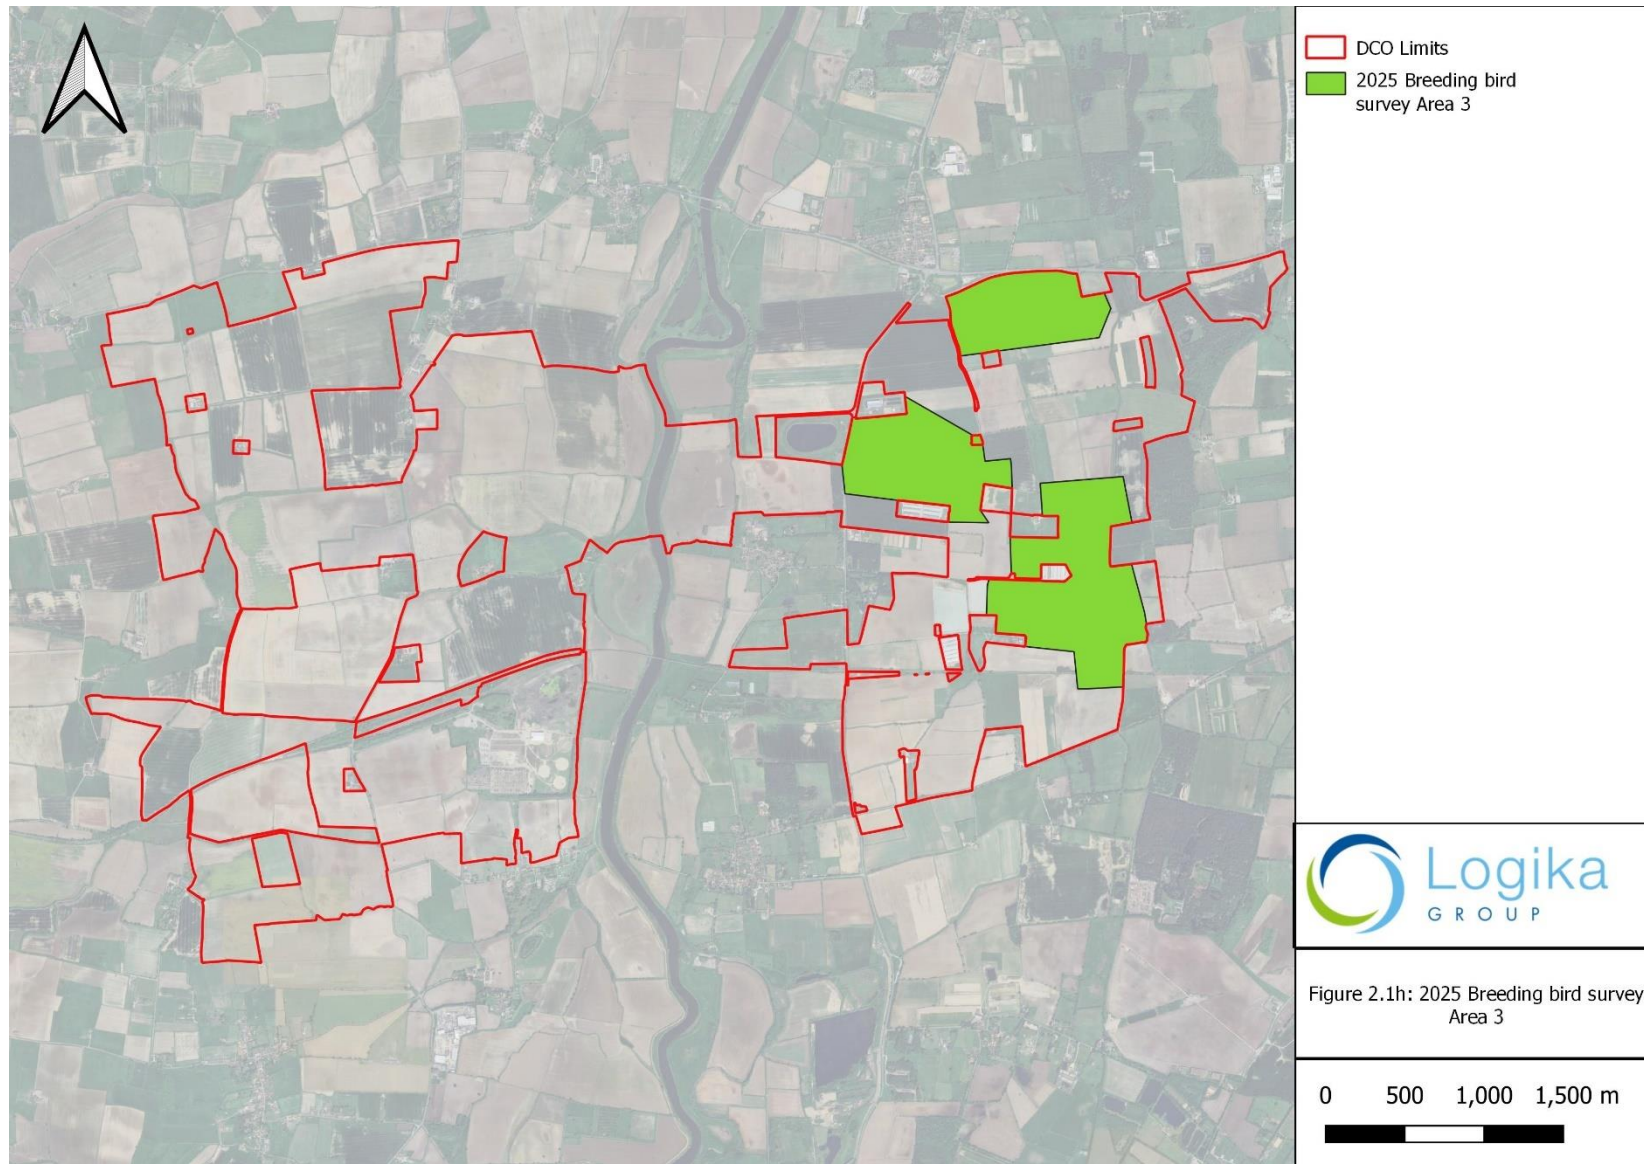 DCO Limits
2025 Breeding bird
survey Area 3
Logika
GROUP
Figure 2.1h: 2025 Breeding bird survey
Area 3
0 500 1,000 1,500 m